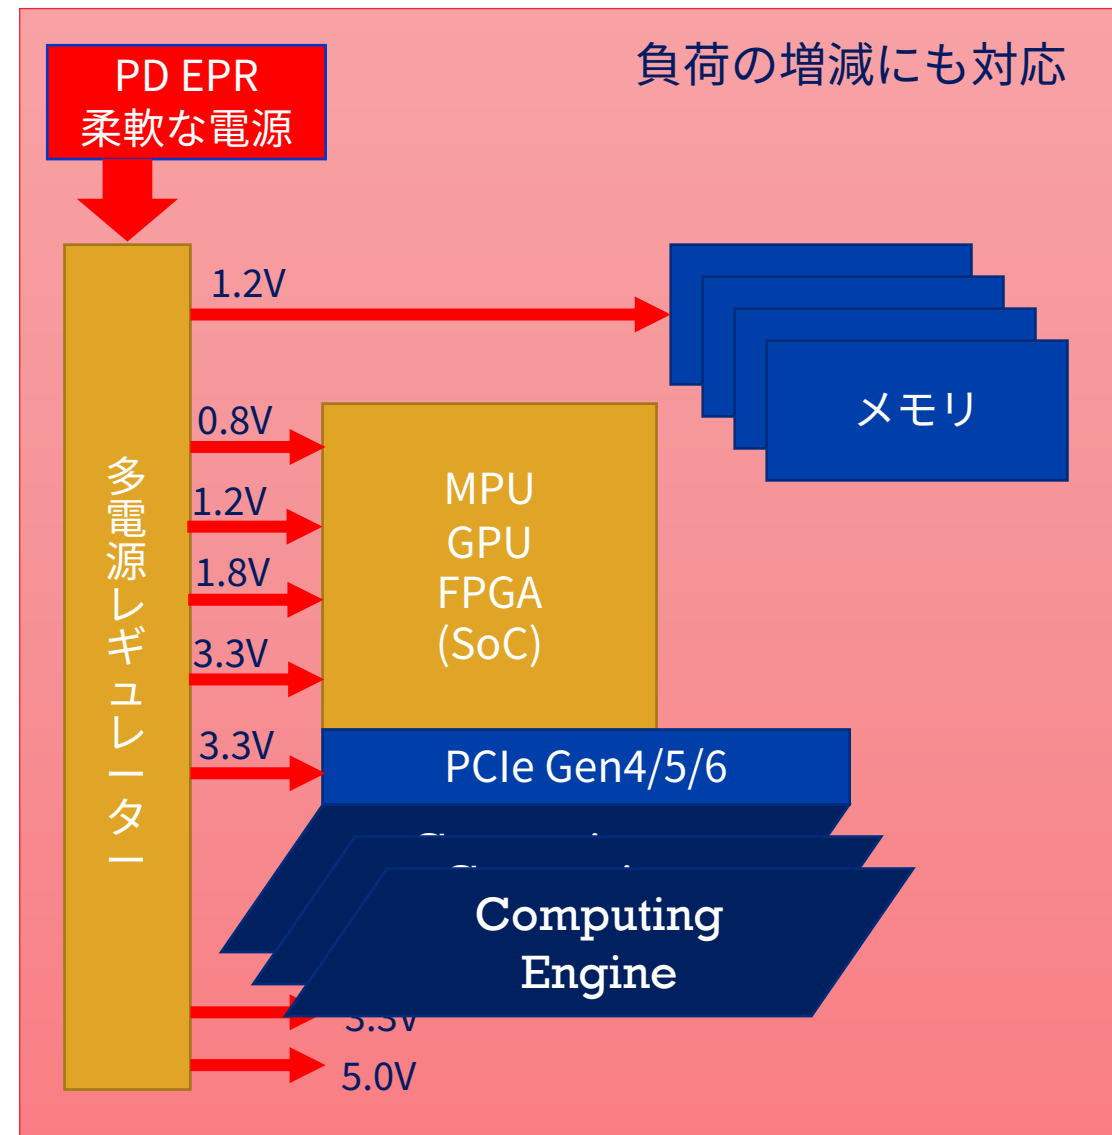 PD EPR
柔軟な電源
負荷の増減にも対応
1.2V
メモリ
0.8V
1.2V
1.8V
3.3V
3.3V
多電源レギュレーター
MPU
GPU
FPGA
(SoC)
PCIe Gen4/5/6
Computing
Engine
3.3V
5.0V